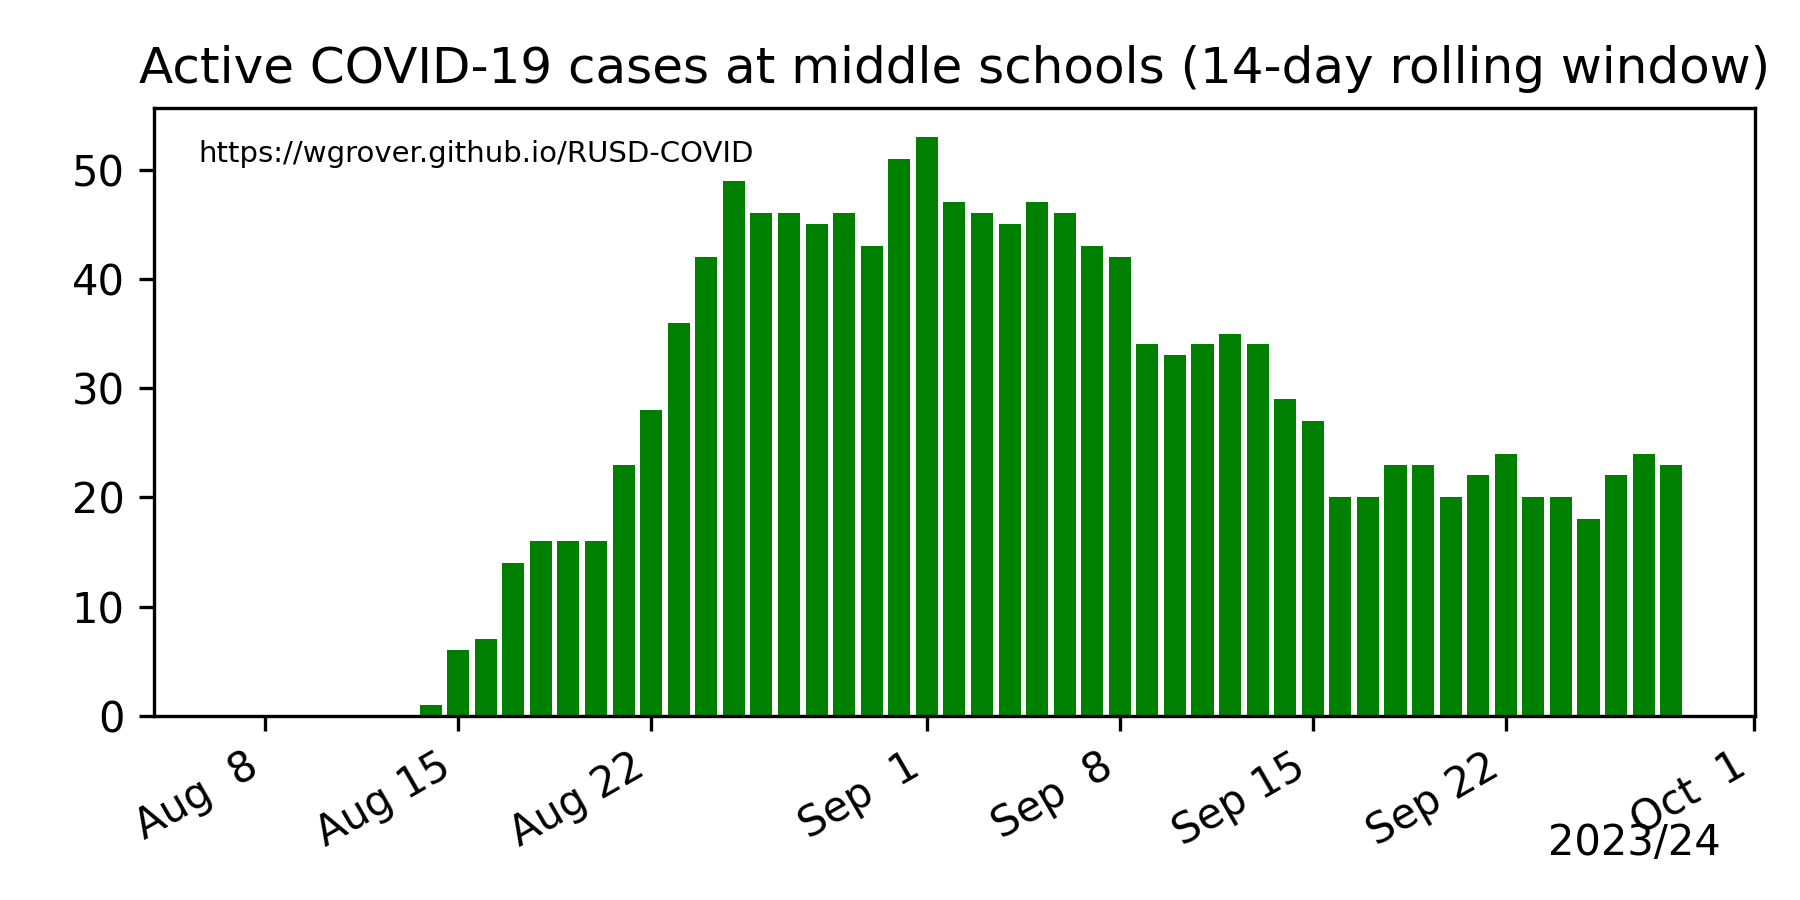 Active COVID-19 cases at middle schools (14-day rolling window)
https://wgrover.github.io/RUSD-COVID
50
40
30
20
10
0
Aug 8
Aug 15
Aug 22
Sep 1
Sep 8
Sep 15
Sep 22
Oct 1
2023/24